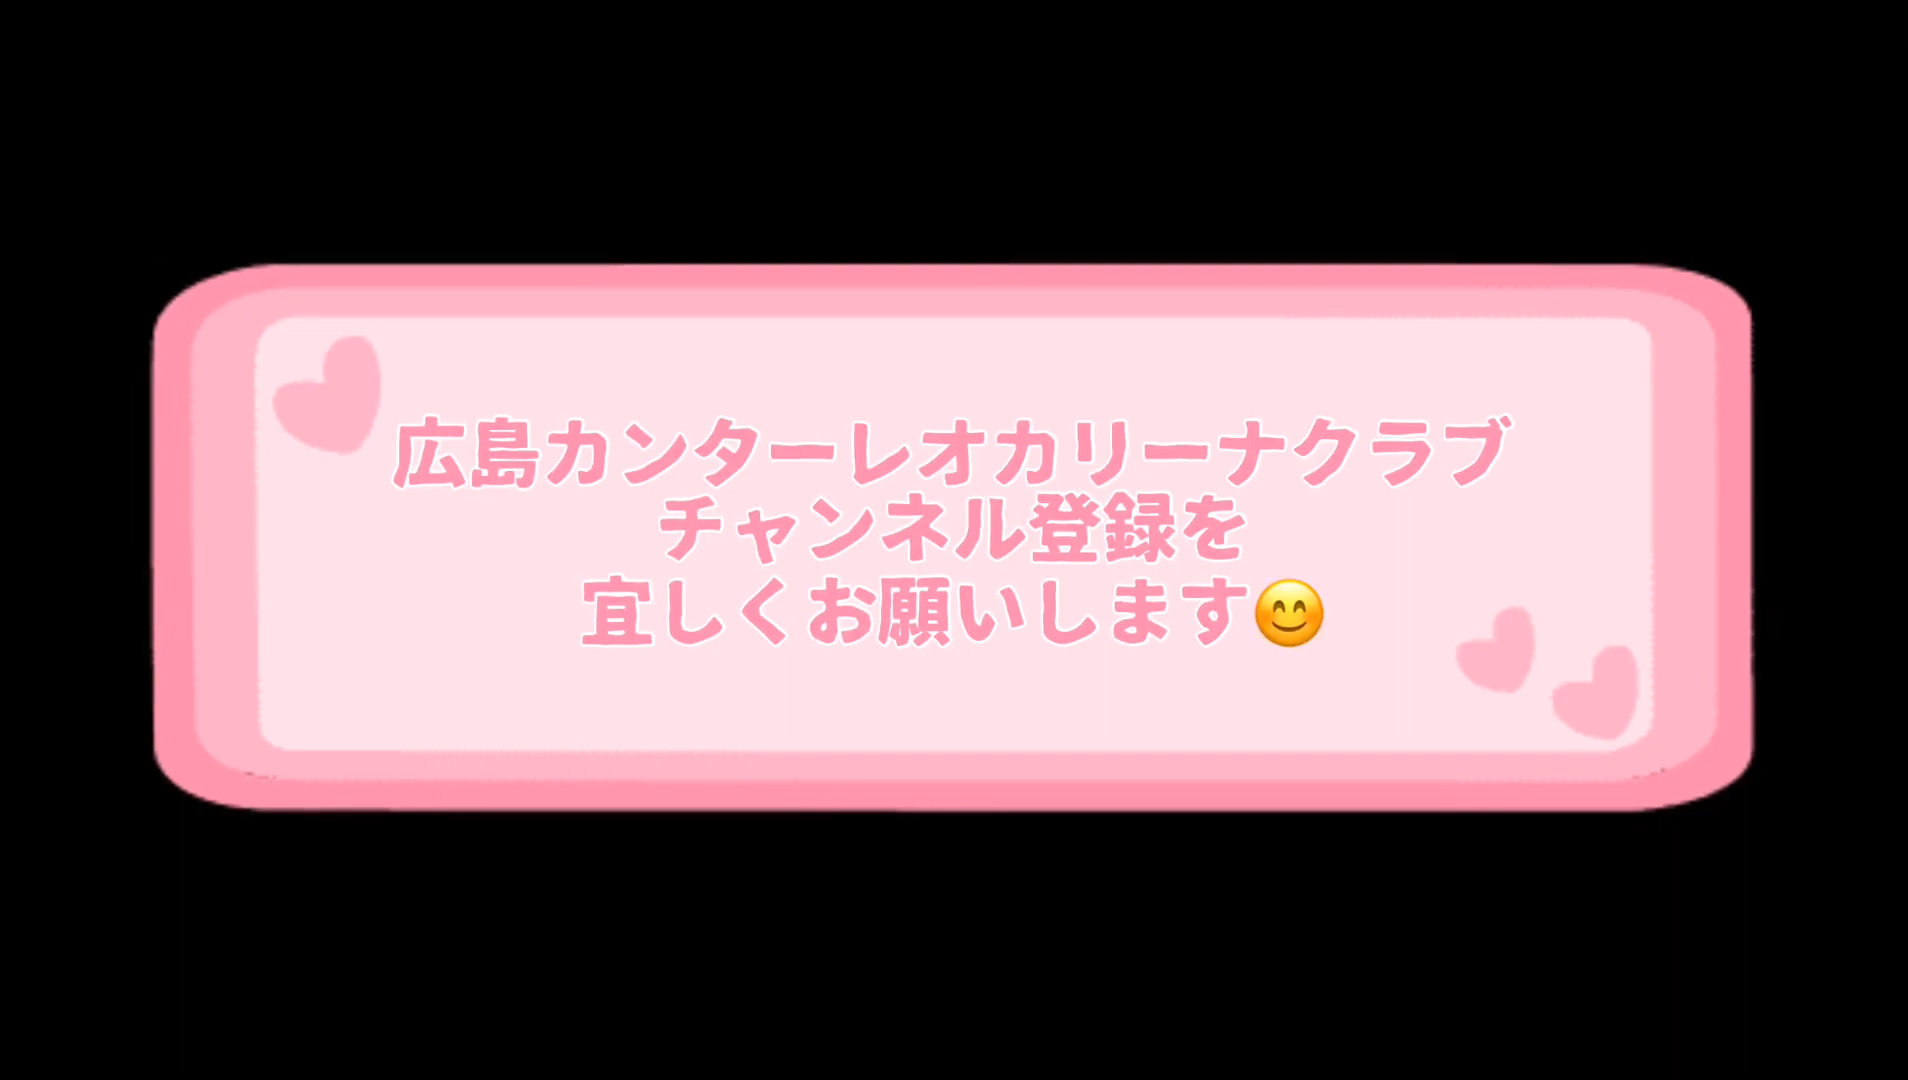 広島カンターレオカリーナクラブ
チャンネル登録を
宜しくお願いします😊